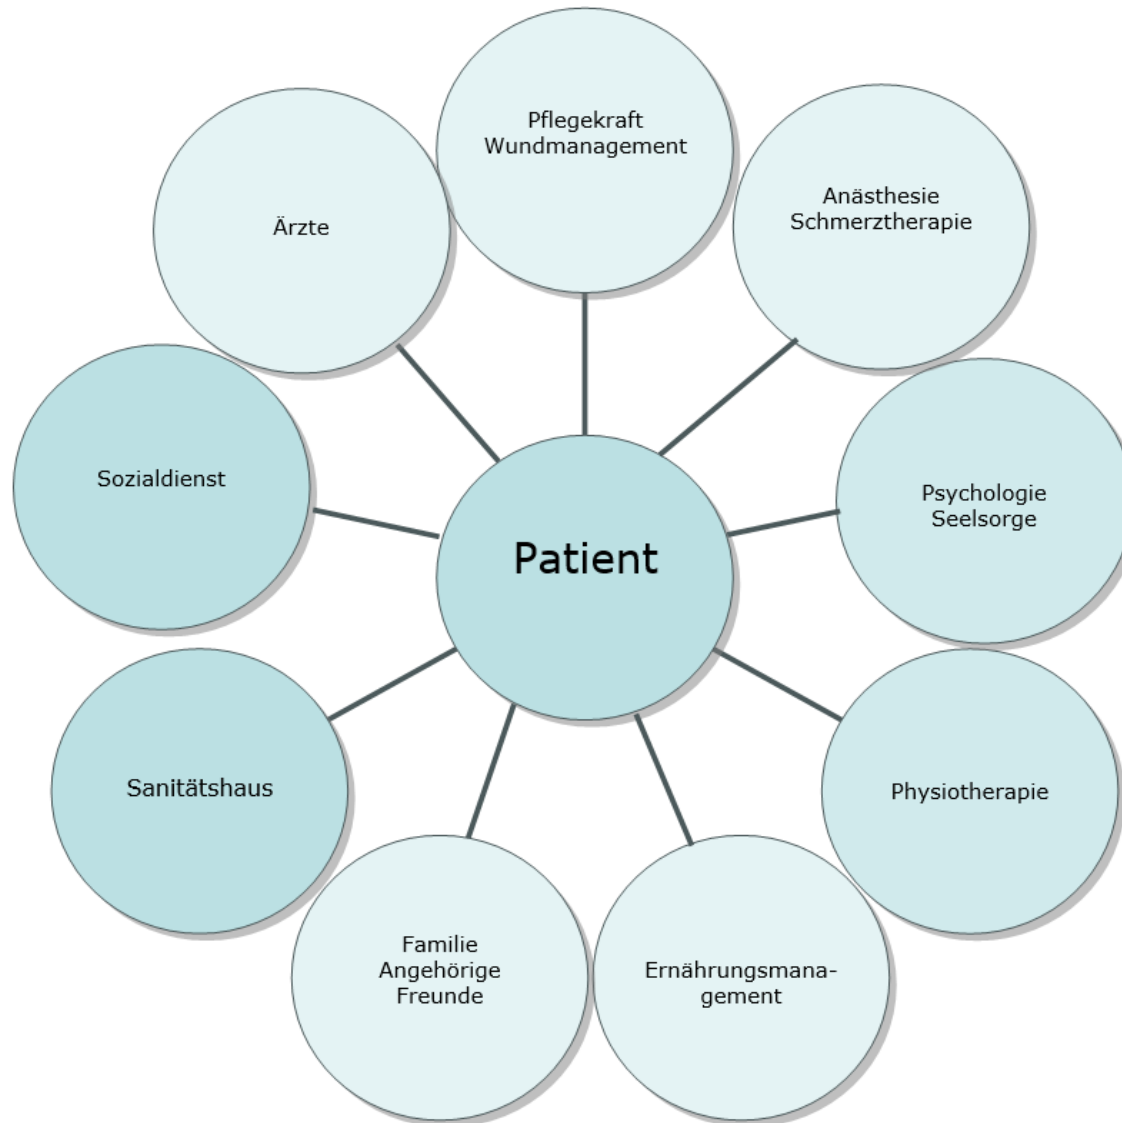 Pflegekraft
Wundmanagement
Anästhesie
Schmerztherapie
Ärzte
Sozialdienst
Psychologie
Seelsorge
Patient
Sanitätshaus
Physiotherapie
Familie
Angehörige
Freunde
Ernährungsmana-
gement